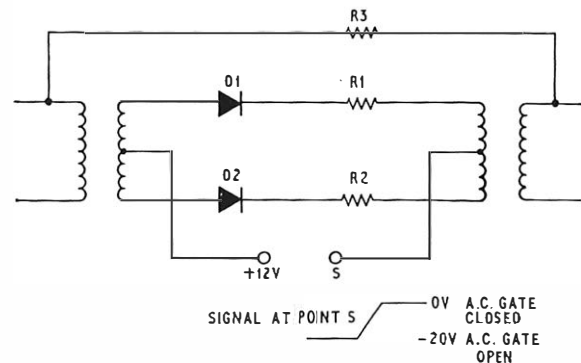 R3
D1
R1
D2
R2
+12V
S
SIGNAL AT POINT S
0V A.C. GATE
CLOSED
-20V A.C. GATE
OPEN